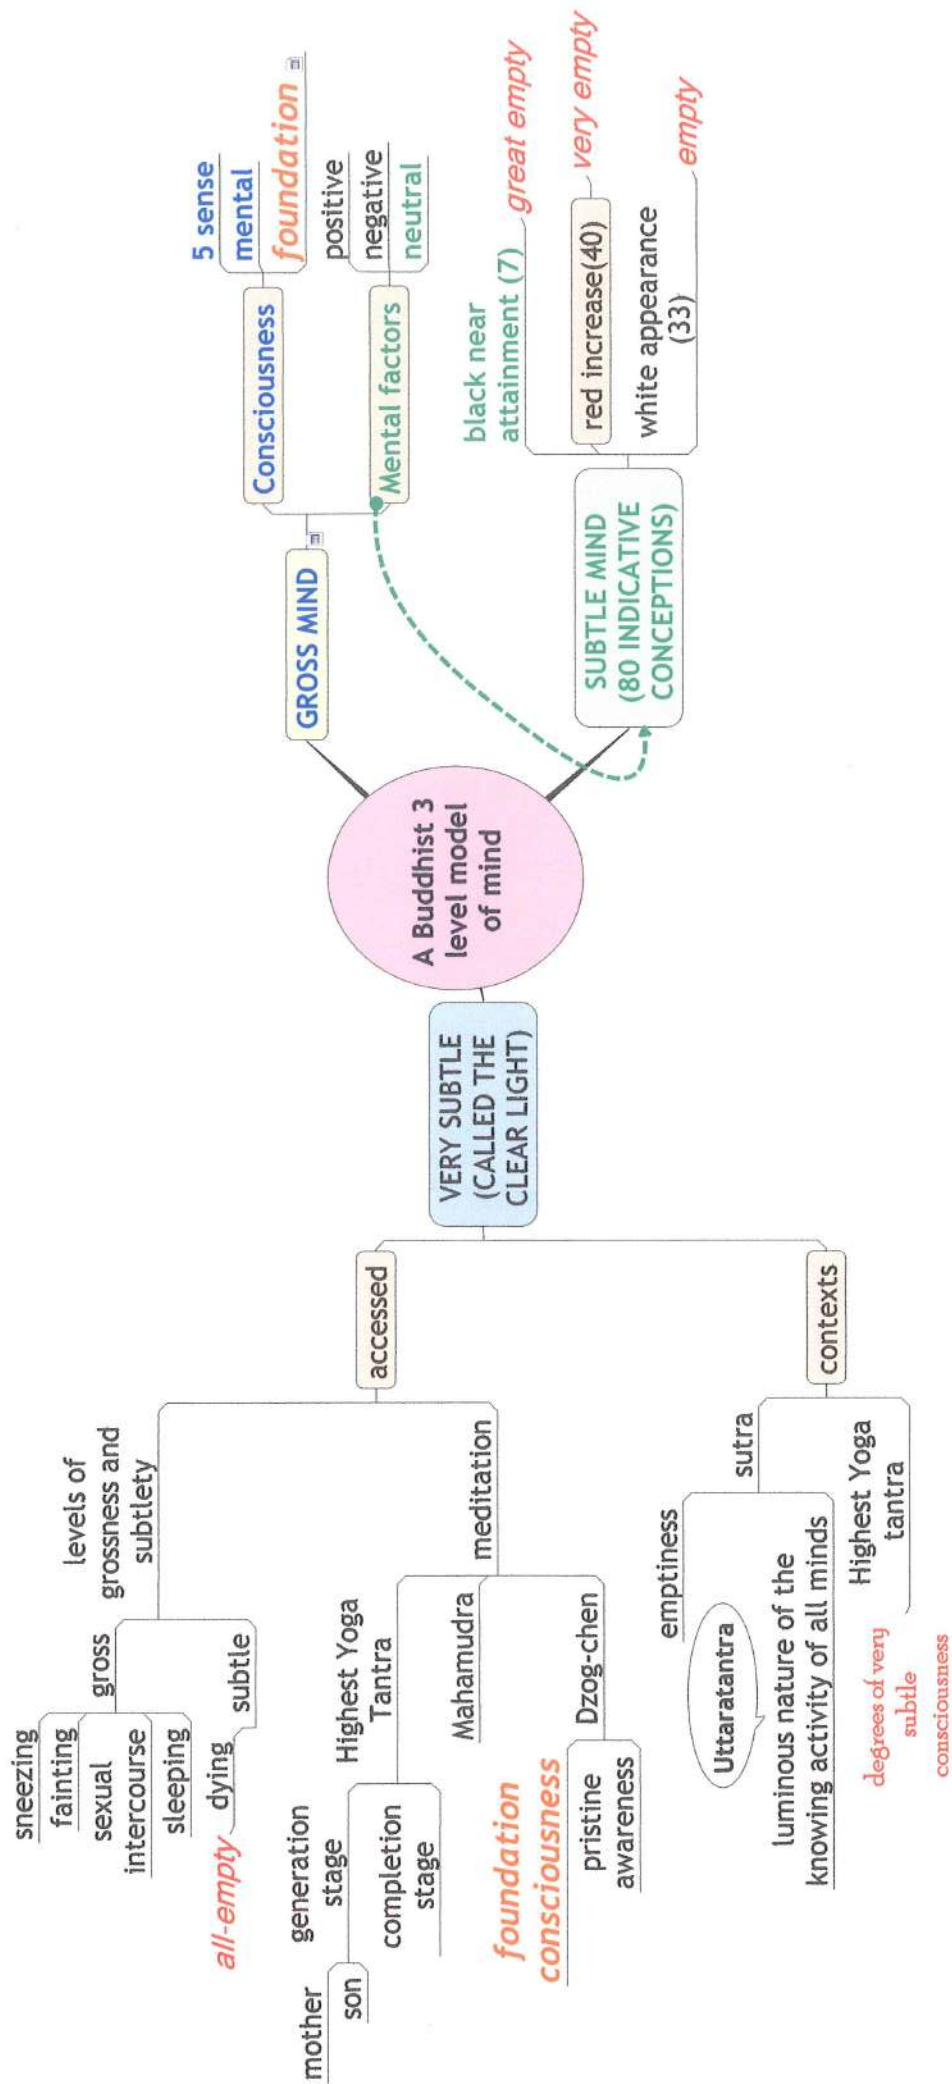 A Buddhist 3
level model
of mind
GROSS MIND
Consciousness
5 sense
mental
foundation
Mental factors
positive
negative
neutral
SUBTLE MIND
(80 INDICATIVE
CONCEPTIONS)
black near
attainment (7)
great empty
red increase(40)
very empty
white appearance
(33)
empty
VERY SUBTLE
(CALLED THE
CLEAR LIGHT)
accessed
levels of
grossness and
subtlety
gross
sneezing
fainting
sexual
intercourse
sleeping
subtle
dying
all-empty
meditation
Highest Yoga
Tantra
generation
stage
mother
son
completion
stage
Mahamudra
Dzog-chen
foundation
consciousness
pristine
awareness
contexts
sutra
emptiness
Uttaratantra
luminous nature of the
knowing activity of all minds
Highest Yoga
tantra
degrees of very
subtle
consciousness